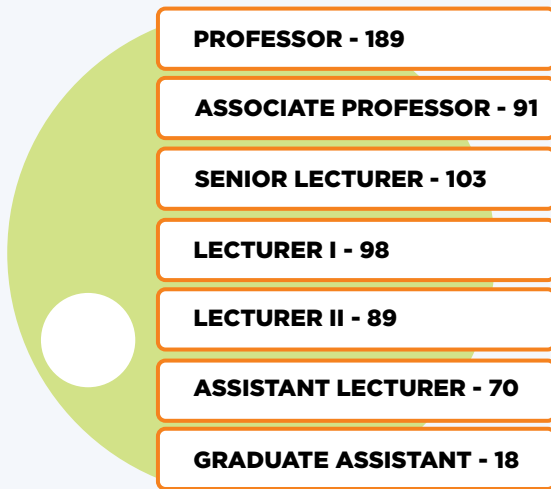 PROFESSOR - 189
ASSOCIATE PROFESSOR - 91
SENIOR LECTURER - 103
LECTURER I - 98
LECTURER II - 89
ASSISTANT LECTURER - 70
GRADUATE ASSISTANT - 18